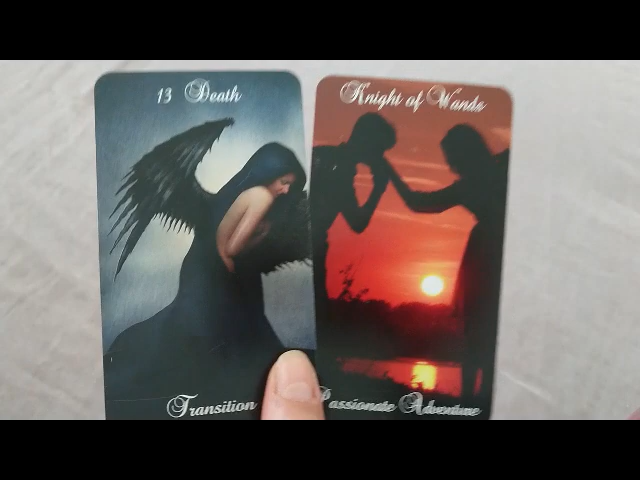 13 Death
Knight of Wands
Transition
Passionate Adventure